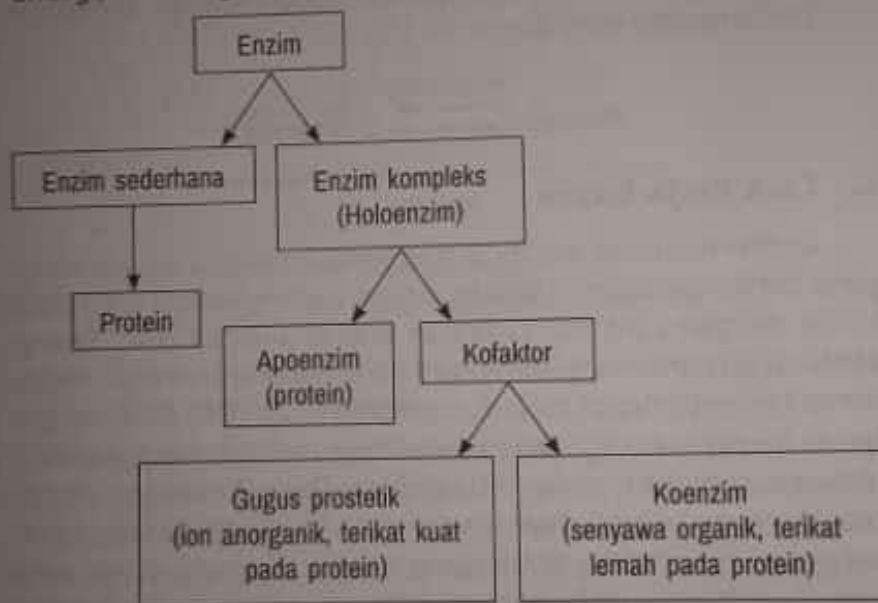 Enzim
Enzim sederhana
Enzim kompleks
(Holoenzim)
Protein
Apoenzim
(protein)
Kofaktor
Gugus prostetik
(ion anorganik, terikat kuat
pada protein)
Koenzim
(senyawa organik, terikat
lemah pada protein)